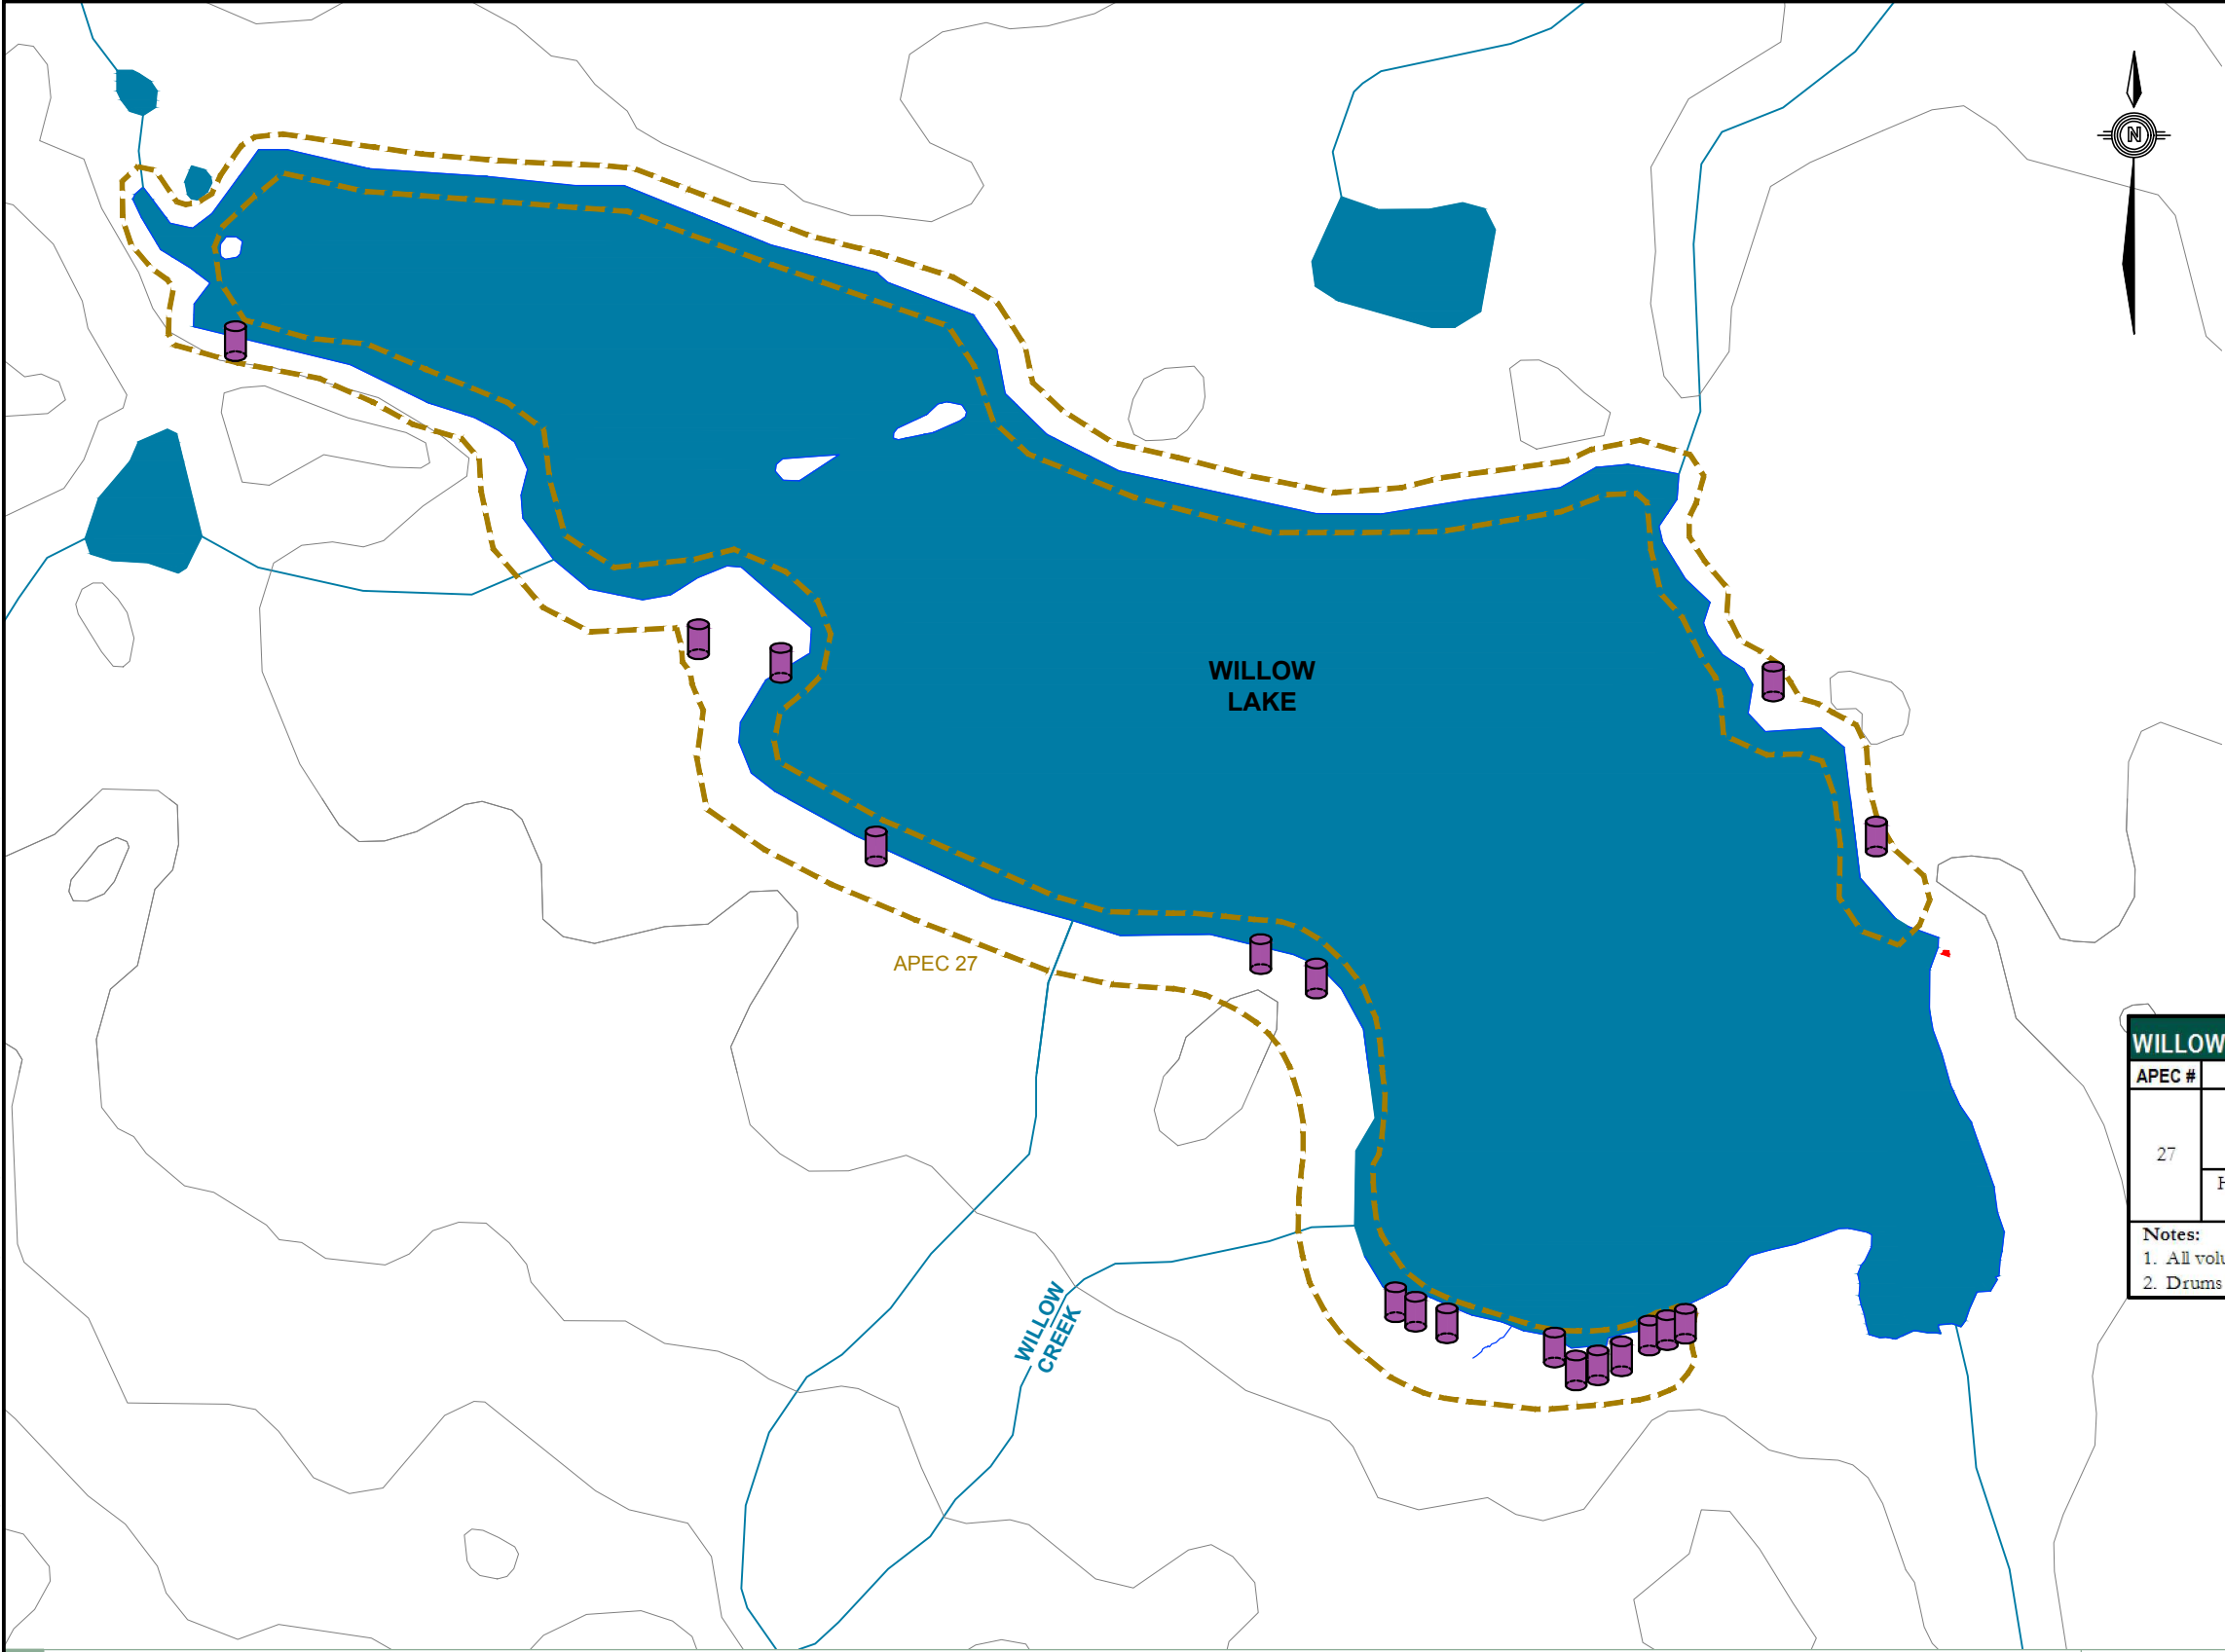 N
WILLOW
LAKE
APEC 27
WILLOW
CREEK
WILLOW
APEC #
27
Notes:
1. All volu
2. Drums